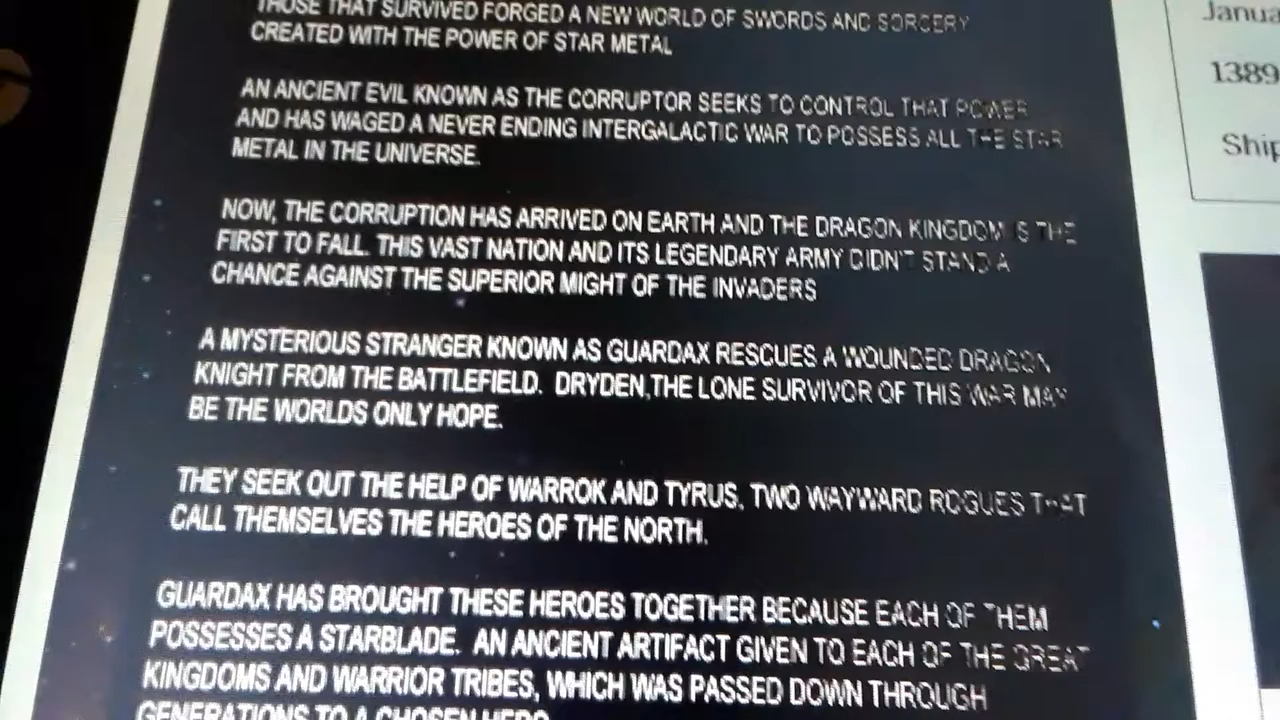 THOSE THAT SURVIVED FORGED A NEW WORLD OF SWORDS AND SORCERY
CREATED WITH THE POWER OF STAR METAL
AN ANCIENT EVIL KNOWN AS THE CORRUPTOR SEEKS TO CONTROL THAT POWER
AND HAS WAGED A NEVER ENDING INTERGALACTIC WAR TO POSSESS ALL THE STAR
METAL IN THE UNIVERSE.
NOW, THE CORRUPTION HAS ARRIVED ON EARTH AND THE DRAGON KINGDOM IS THE
FIRST TO FALL. THIS VAST NATION AND ITS LEGENDARY ARMY DIDN'T STAND A
CHANCE AGAINST THE SUPERIOR MIGHT OF THE INVADERS
A MYSTERIOUS STRANGER KNOWN AS GUARDAX RESCUES A WOUNDED DRAGON
KNIGHT FROM THE BATTLEFIELD. DRYDEN,THE LONE SURVIVOR OF THIS WAR MAY
BE THE WORLDS ONLY HOPE.
THEY SEEK OUT THE HELP OF WARROK AND TYRUS, TWO WAYWARD ROGUES THAT
CALL THEMSELVES THE HEROES OF THE NORTH.
GUARDAX HAS BROUGHT THESE HEROES TOGETHER BECAUSE EACH OF THEM
POSSESSES A STARBLADE. AN ANCIENT ARTIFACT GIVEN TO EACH OF THE GREAT
KINGDOMS AND WARRIOR TRIBES, WHICH WAS PASSED DOWN THROUGH
GENERATIONS TO A CHOSEN HERO
1389